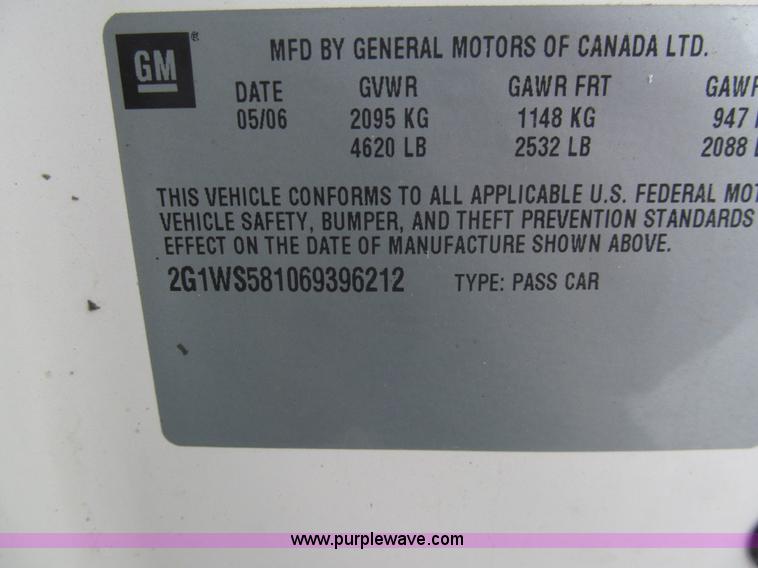 GM®
MFD BY GENERAL MOTORS OF CANADA LTD.
DATE GVWR GAWR FRT GAWR
05/06 2095 KG 1148 KG 947
4620 LB 2532 LB 2088
THIS VEHICLE CONFORMS TO ALL APPLICABLE U.S. FEDERAL MOT
VEHICLE SAFETY, BUMPER, AND THEFT PREVENTION STANDARDS
EFFECT ON THE DATE OF MANUFACTURE SHOWN ABOVE.
2G1WS581069396212 TYPE: PASS CAR
www.purplewave.com